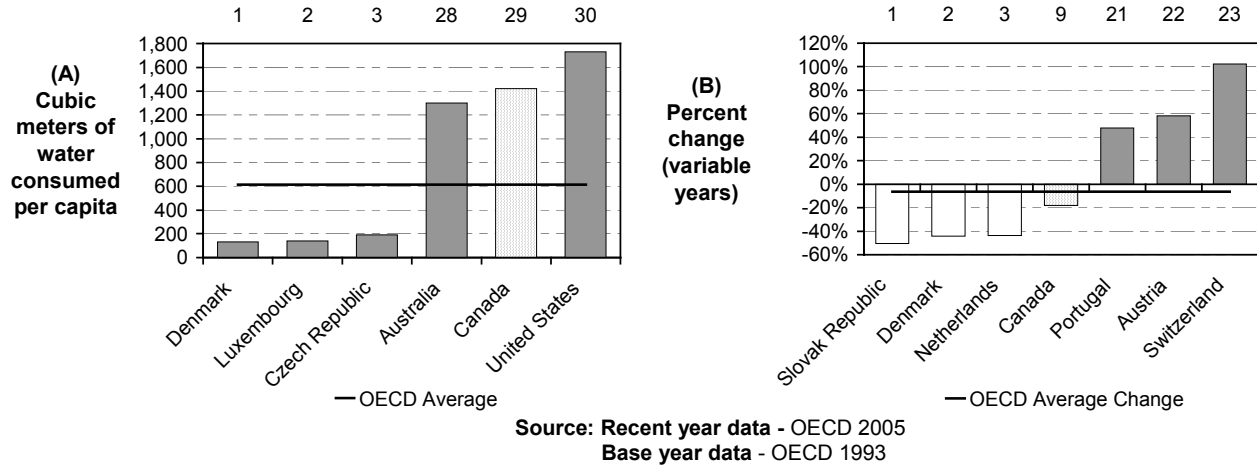 1 2 3 28 29 30
(A)
Cubic
meters of
water
consumed
per capita
1,800
1,600
1,400
1,200
1,000
800
600
400
200
0
Denmark
Luxembourg
Czech Republic
Australia
Canada
United States
OECD Average
1 2 3 9 21 22 23
(B)
Percent
change
(variable
years)
120%
100%
80%
60%
40%
20%
0%
-20%
-40%
-60%
Slovak Republic
Denmark
Netherlands
Canada
Portugal
Austria
Switzerland
OECD Average Change
Source: Recent year data - OECD 2005
Base year data - OECD 1993